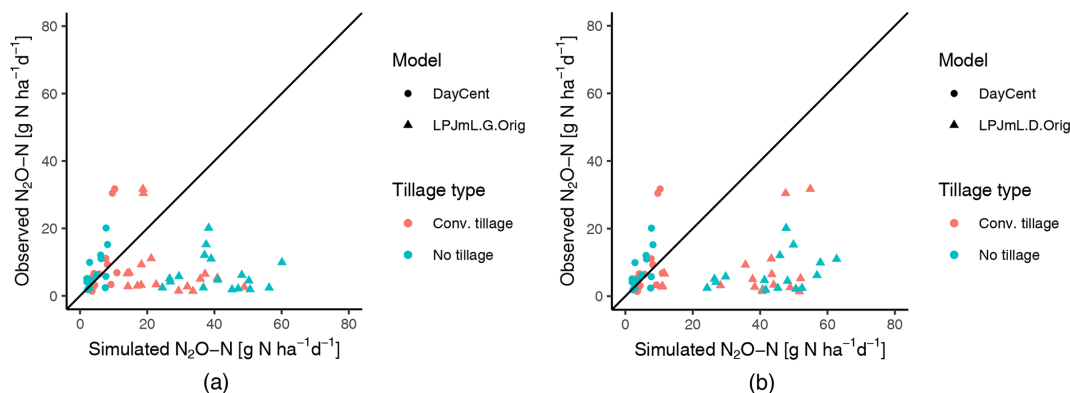 80
60
40
20
0
Observed N₂O−N [g N ha⁻¹d⁻¹]
0 20 40 60 80
Simulated N₂O−N [g N ha⁻¹d⁻¹]
Model
DayCent
LPJmL.G.Orig
Tillage type
Conv. tillage
No tillage
(a)
80
60
40
20
0
Observed N₂O−N [g N ha⁻¹d⁻¹]
0 20 40 60 80
Simulated N₂O−N [g N ha⁻¹d⁻¹]
Model
DayCent
LPJmL.D.Orig
Tillage type
Conv. tillage
No tillage
(b)